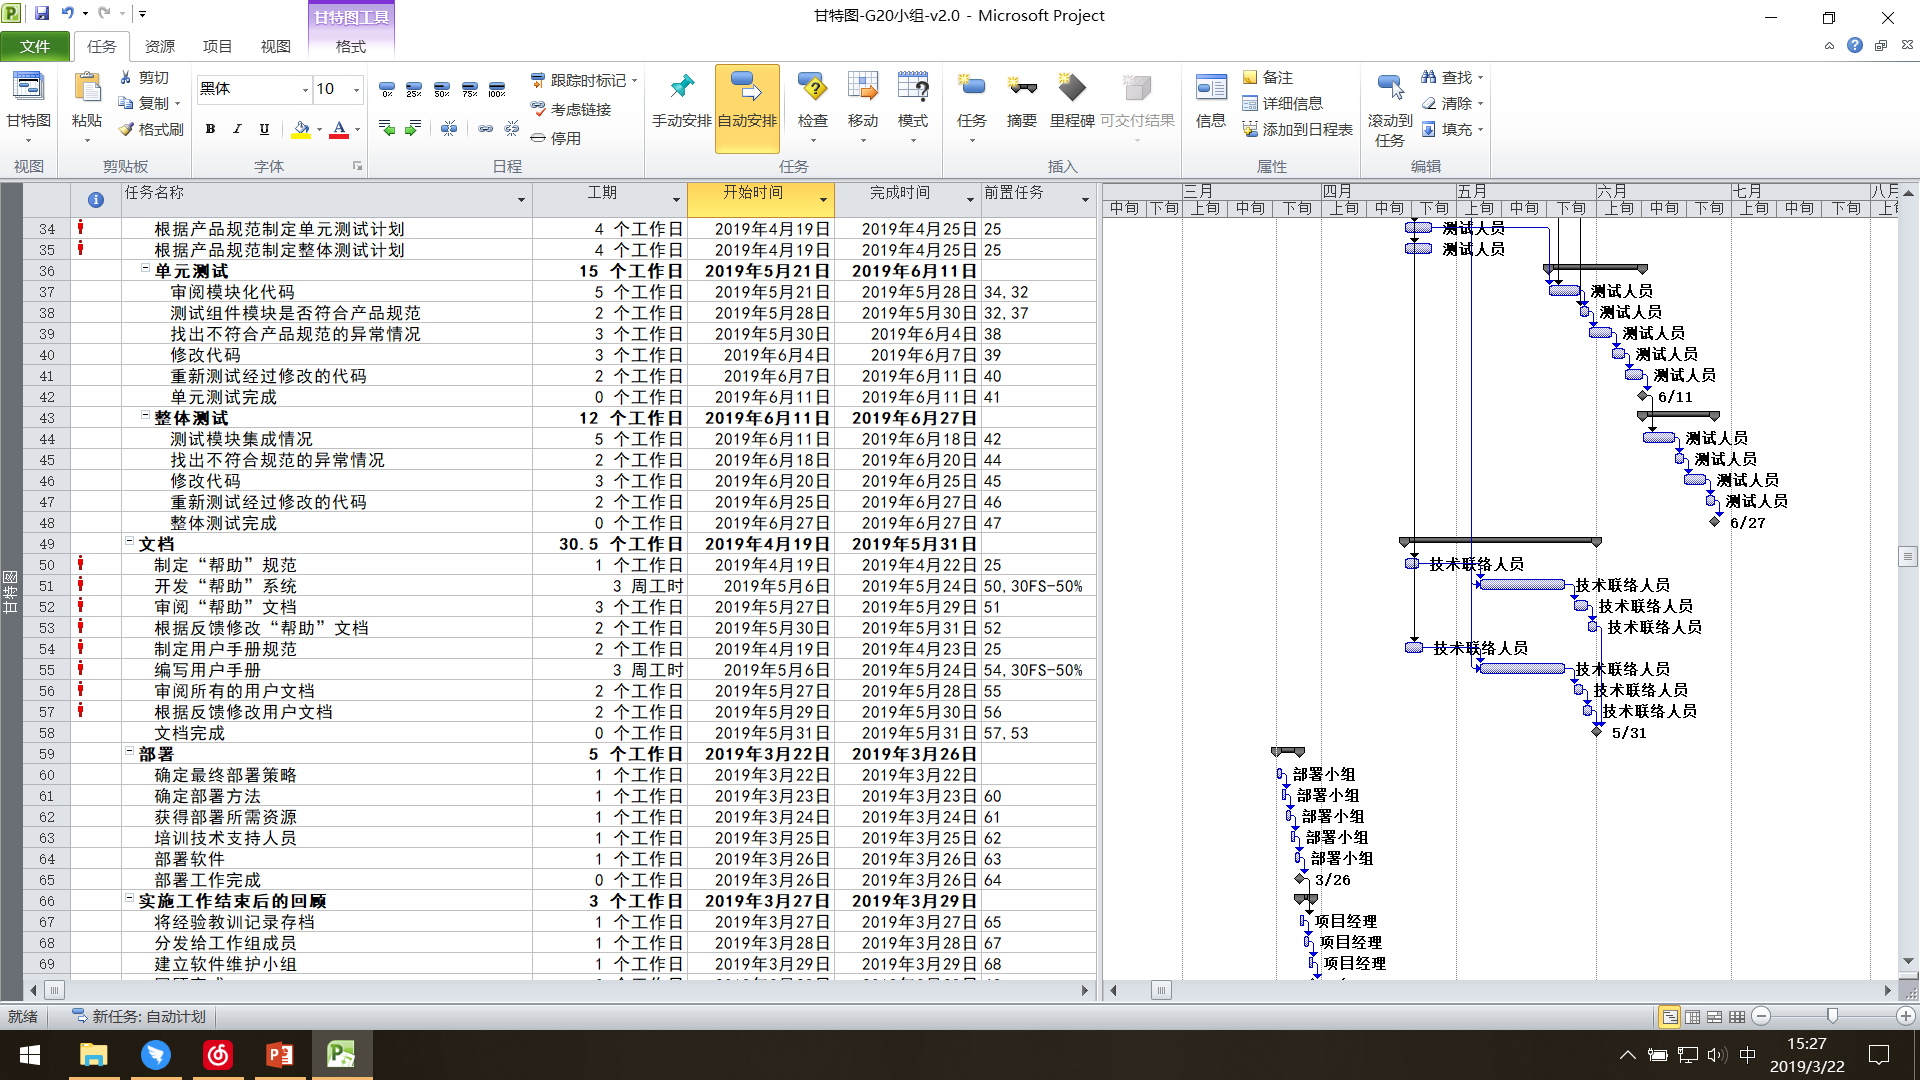 甘特图工具
甘特图-G20小组-v2.0 - Microsoft Project
文件 任务 资源 项目 视图 格式
甘特图 粘贴 剪切 复制 格式刷
黑体 10
B I U A
0% 25% 50% 75% 100%
跟踪时标记 考虑链接 停用
手动安排 自动安排 检查 移动 模式
任务 摘要 里程碑 可交付结果
信息 备注 详细信息 添加到日程表
滚动到任务 查找 清除 填充
视图 剪贴板 字体 日程 任务 插入 属性 编辑
任务名称 工期 开始时间 完成时间 前置任务
三月 四月 五月 六月 七月 八月
中旬 下旬 上旬 中旬 下旬 上旬 中旬 下旬 上旬 中旬 下旬 上旬 中旬 下旬 上旬 中旬 下旬
34 根据产品规范制定单元测试计划 4 个工作日 2019年4月19日 2019年4月25日 25 测试人员
35 根据产品规范制定整体测试计划 4 个工作日 2019年4月19日 2019年4月25日 25 测试人员
36 单元测试 15 个工作日 2019年5月21日 2019年6月11日
37 审阅模块化代码 5 个工作日 2019年5月21日 2019年5月28日 34,32 测试人员
38 测试组件模块是否符合产品规范 2 个工作日 2019年5月28日 2019年5月30日 32,37 测试人员
39 找出不符合产品规范的异常情况 3 个工作日 2019年5月30日 2019年6月4日 38 测试人员
40 修改代码 3 个工作日 2019年6月4日 2019年6月7日 39 测试人员
41 重新测试经过修改的代码 2 个工作日 2019年6月7日 2019年6月11日 40 测试人员
42 单元测试完成 0 个工作日 2019年6月11日 2019年6月11日 41 6/11
43 整体测试 12 个工作日 2019年6月11日 2019年6月27日
44 测试模块集成情况 5 个工作日 2019年6月11日 2019年6月18日 42 测试人员
45 找出不符合规范的异常情况 2 个工作日 2019年6月18日 2019年6月20日 44 测试人员
46 修改代码 3 个工作日 2019年6月20日 2019年6月25日 45 测试人员
47 重新测试经过修改的代码 2 个工作日 2019年6月25日 2019年6月27日 46 测试人员
48 整体测试完成 0 个工作日 2019年6月27日 2019年6月27日 47 6/27
49 文档 30.5 个工作日 2019年4月19日 2019年5月31日
50 制定“帮助”规范 1 个工作日 2019年4月19日 2019年4月22日 25 技术联络人员
51 开发“帮助”系统 3 周工时 2019年5月6日 2019年5月24日 50,30FS-50% 技术联络人员
52 审阅“帮助”文档 3 个工作日 2019年5月27日 2019年5月29日 51 技术联络人员
53 根据反馈修改“帮助”文档 2 个工作日 2019年5月30日 2019年5月31日 52 技术联络人员
54 制定用户手册规范 2 个工作日 2019年4月19日 2019年4月23日 25 技术联络人员
55 编写用户手册 3 周工时 2019年5月6日 2019年5月24日 54,30FS-50% 技术联络人员
56 审阅所有的用户文档 2 个工作日 2019年5月27日 2019年5月28日 55 技术联络人员
57 根据反馈修改用户文档 2 个工作日 2019年5月29日 2019年5月30日 56 技术联络人员
58 文档完成 0 个工作日 2019年5月31日 2019年5月31日 57,53 5/31
59 部署 5 个工作日 2019年3月22日 2019年3月26日
60 确定最终部署策略 1 个工作日 2019年3月22日 2019年3月22日 部署小组
61 确定部署方法 1 个工作日 2019年3月23日 2019年3月23日 60 部署小组
62 获得部署所需资源 1 个工作日 2019年3月24日 2019年3月24日 61 部署小组
63 培训技术支持人员 1 个工作日 2019年3月25日 2019年3月25日 62 部署小组
64 部署软件 1 个工作日 2019年3月26日 2019年3月26日 63 部署小组
65 部署工作完成 0 个工作日 2019年3月26日 2019年3月26日 64 3/26
66 实施工作结束后的回顾 3 个工作日 2019年3月27日 2019年3月29日
67 将经验教训记录存档 1 个工作日 2019年3月27日 2019年3月27日 65 项目经理
68 分发给工作组成员 1 个工作日 2019年3月28日 2019年3月28日 67 项目经理
69 建立软件维护小组 1 个工作日 2019年3月29日 2019年3月29日 68 项目经理
甘特图
就绪 新任务: 自动计划
中
15:27
2019/3/22